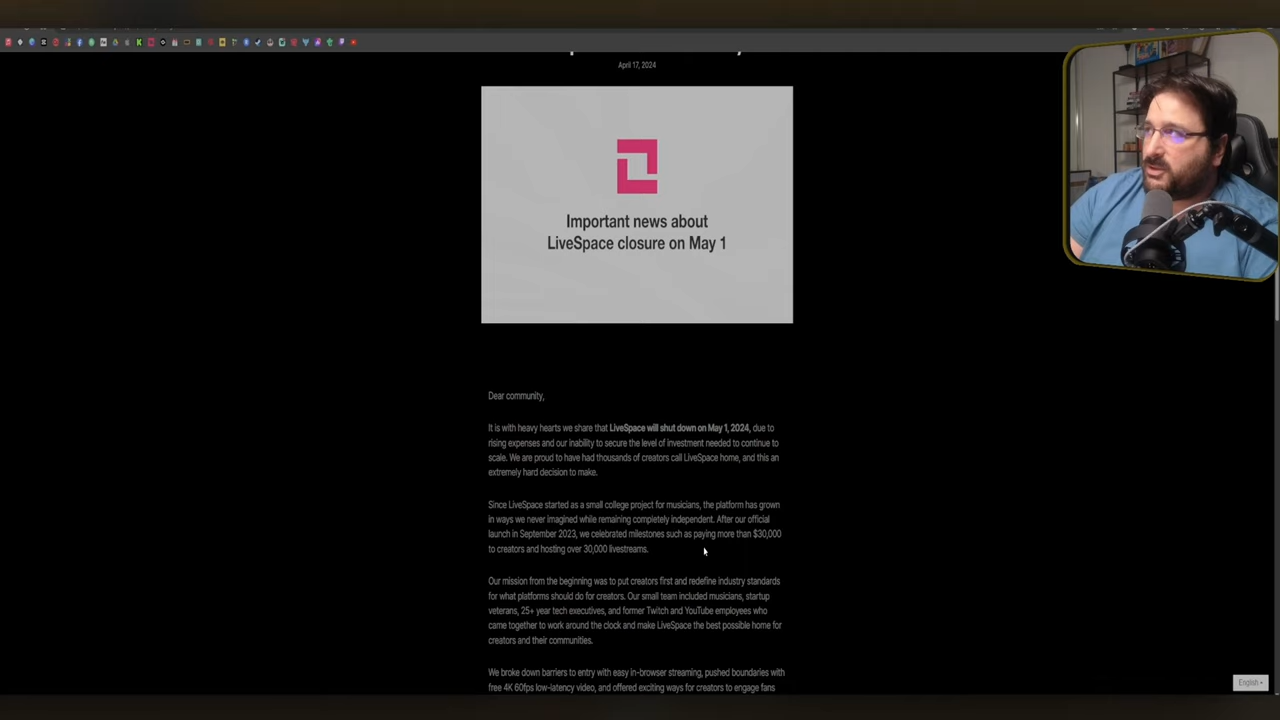 April 17, 2024
Important news about
LiveSpace closure on May 1
Dear community,
It is with heavy hearts we share that LiveSpace will shut down on May 1, 2024, due to
rising expenses and our inability to secure the level of investment needed to continue to
scale. We are proud to have had thousands of creators call LiveSpace home, and this an
extremely hard decision to make.
Since LiveSpace started as a small college project for musicians, the platform has grown
in ways we never imagined while remaining completely independent. After our official
launch in September 2023, we celebrated milestones such as paying more than $30,000
to creators and hosting over 30,000 livestreams.
Our mission from the beginning was to put creators first and redefine industry standards
for what platforms should do for creators. Our small team included musicians, startup
veterans, 25+ year tech executives, and former Twitch and YouTube employees who
came together to work around the clock and make LiveSpace the best possible home for
creators and their communities.
We broke down barriers to entry with easy in-browser streaming, pushed boundaries with
free 4K 60fps low-latency video, and offered exciting ways for creators to engage fans
English